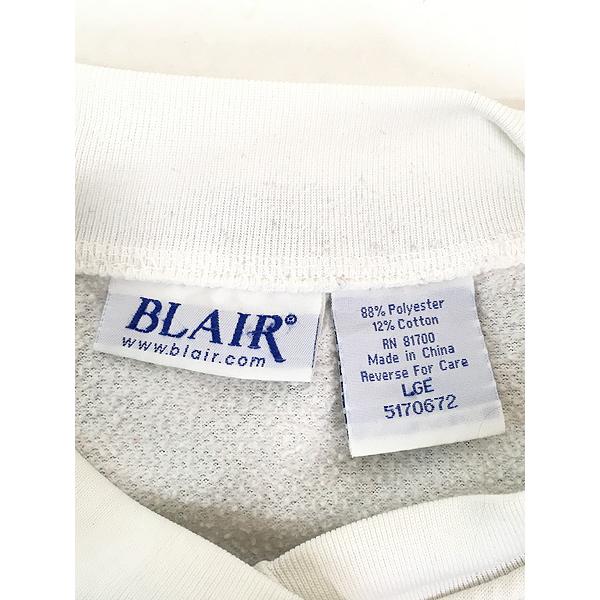 BLAIR®
www.blair.com
88% Polyester
12% Cotton
RN 81700
Made in China
Reverse For Care
LGE
5170672